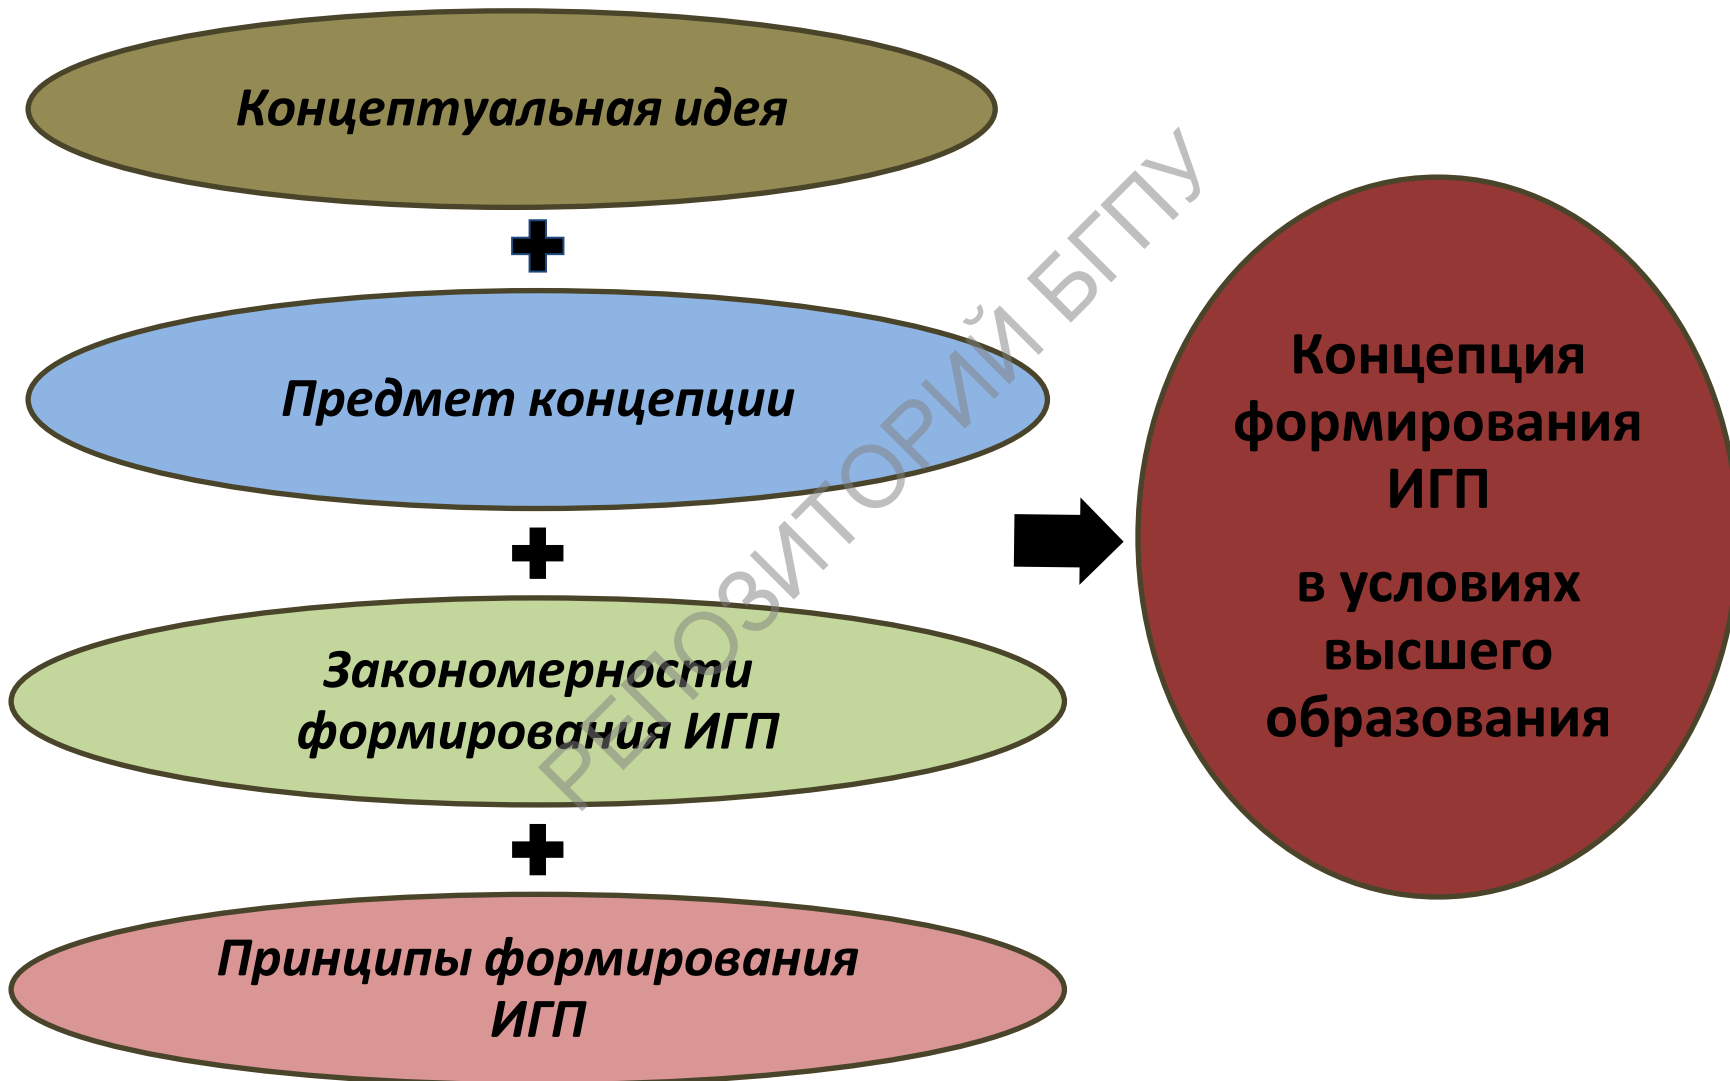 Концептуальная идея
Предмет концепции
Закономерности
формирования ИГП
Принципы формирования
ИГП
Концепция
формирования
ИГП
в условиях
высшего
образования
РЕПОЗИТОРИЙ БГПУ